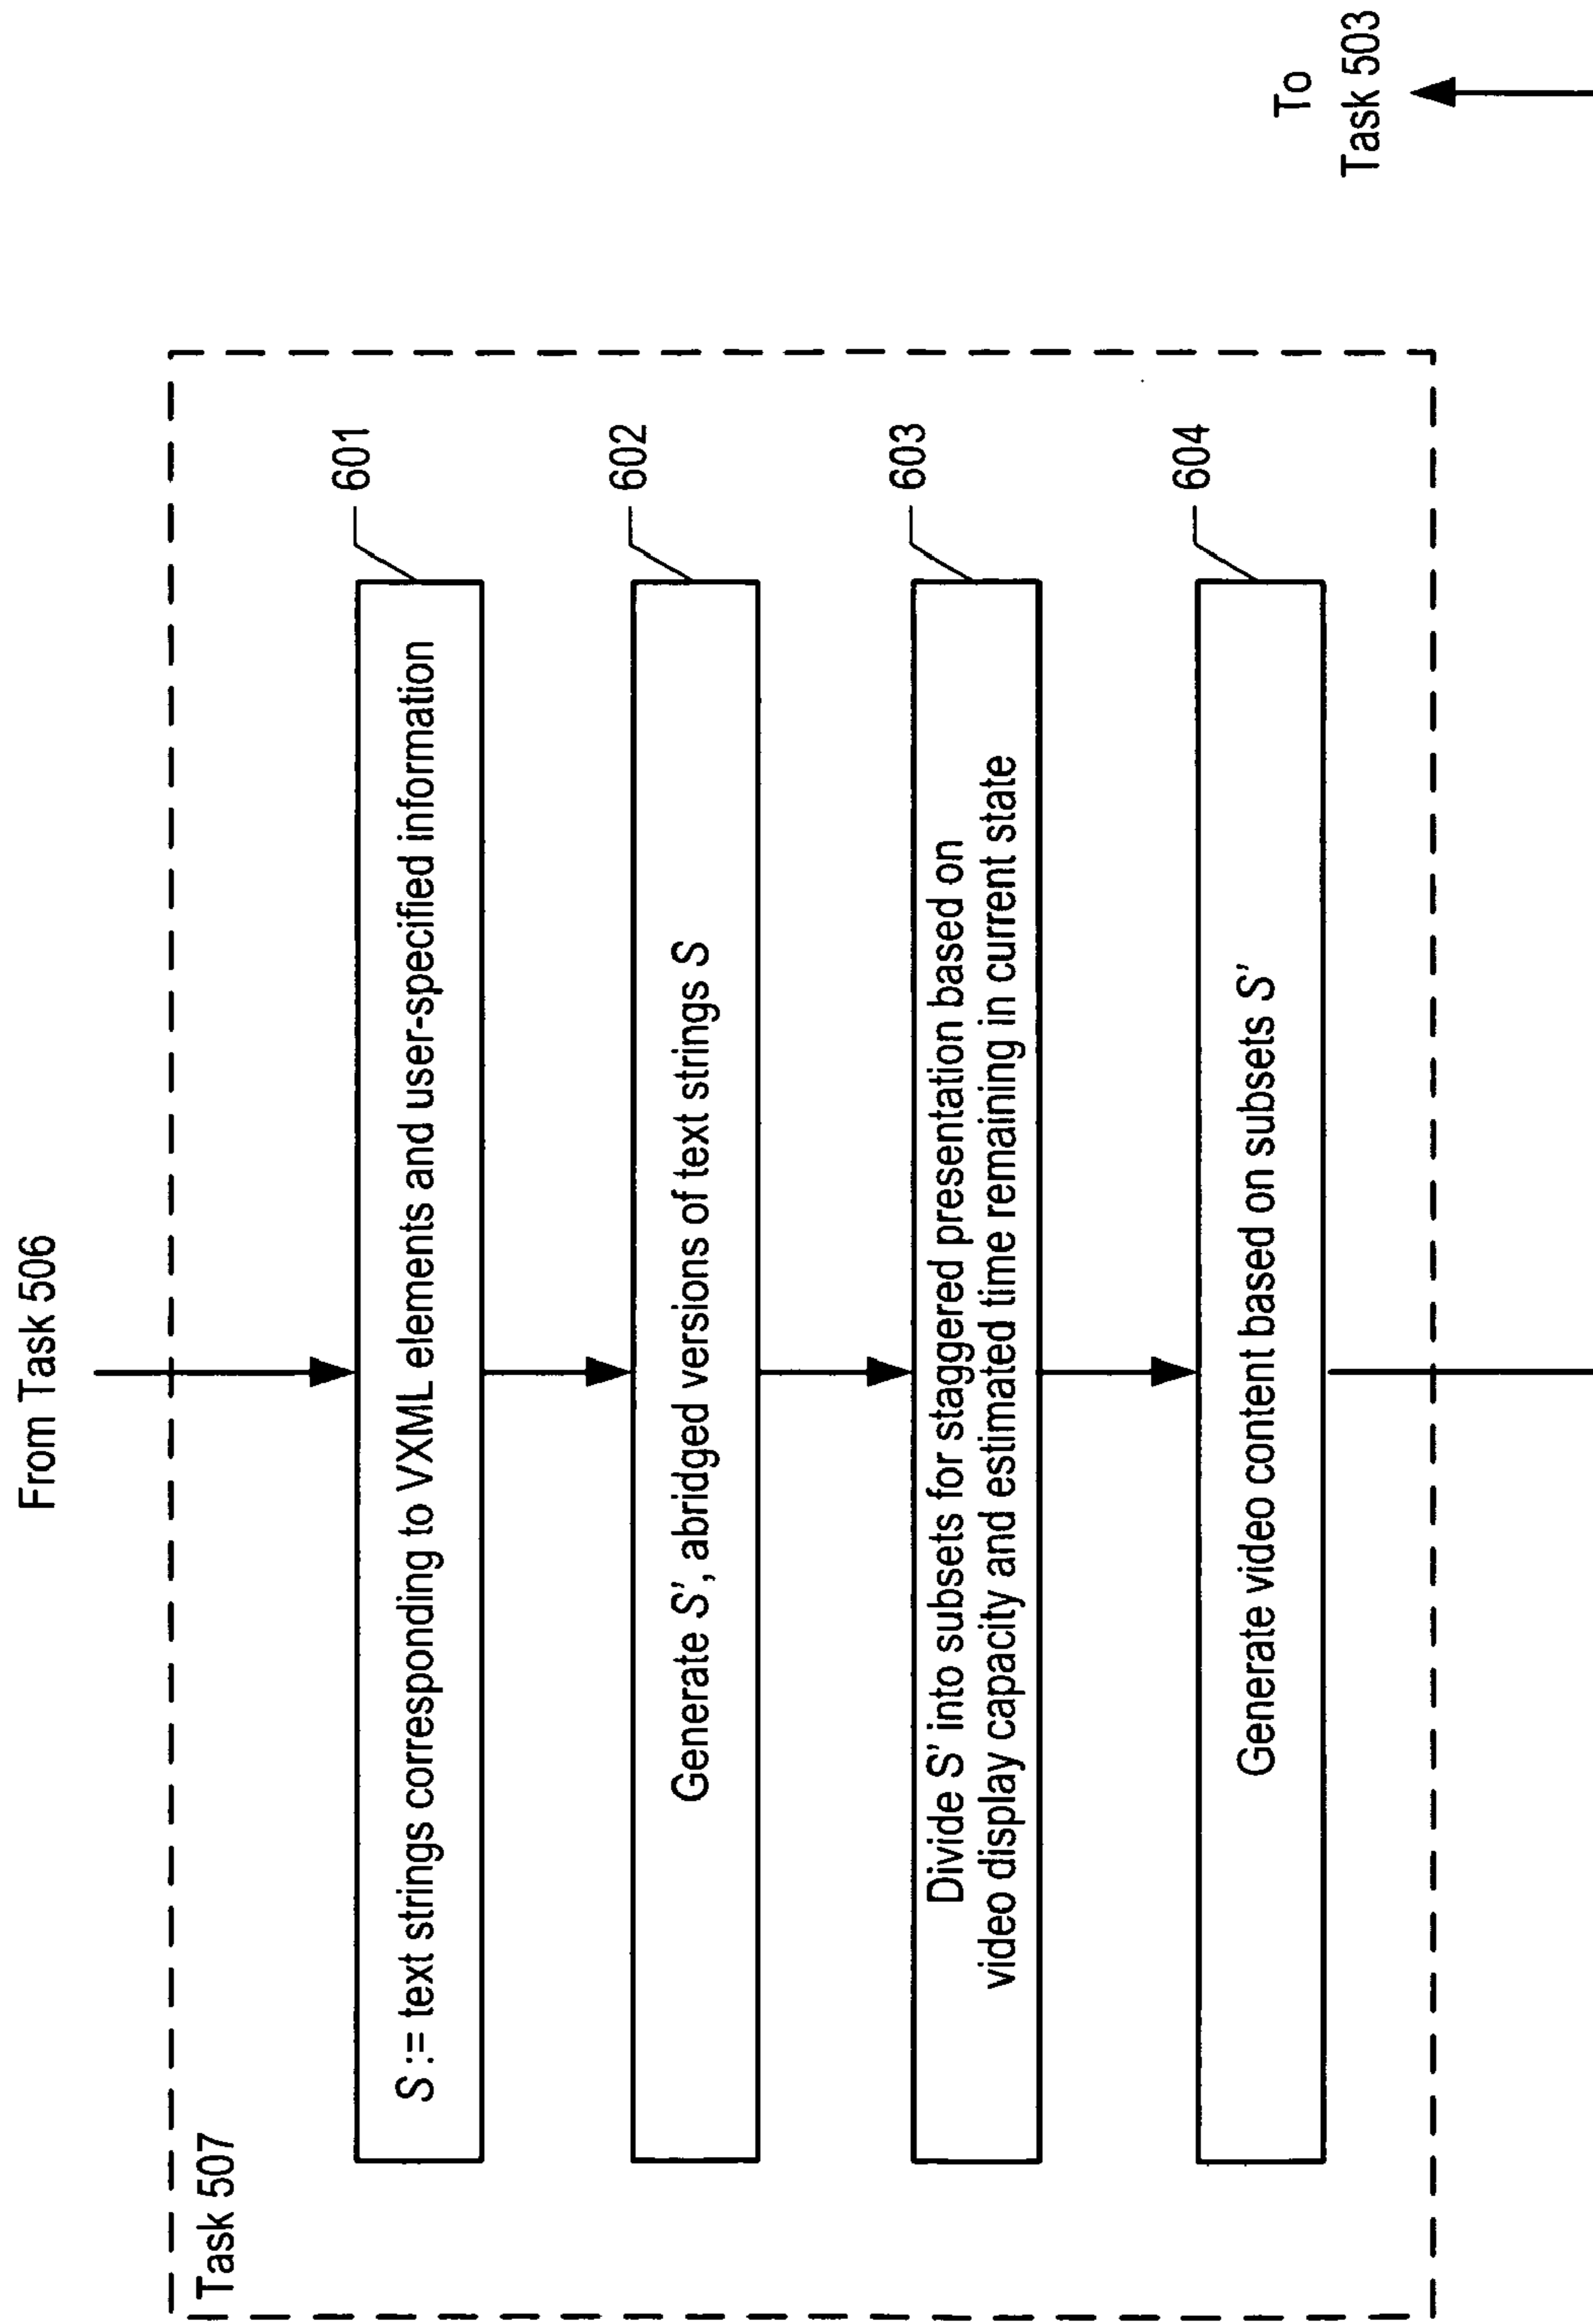 From Task 506
Task 507
601
S := text strings corresponding to VXML elements and user-specified information
602
Generate S', abridged versions of text strings S
603
Divide S' into subsets for staggered presentation based on
video display capacity and estimated time remaining in current state
604
Generate video content based on subsets S'
To
Task 503